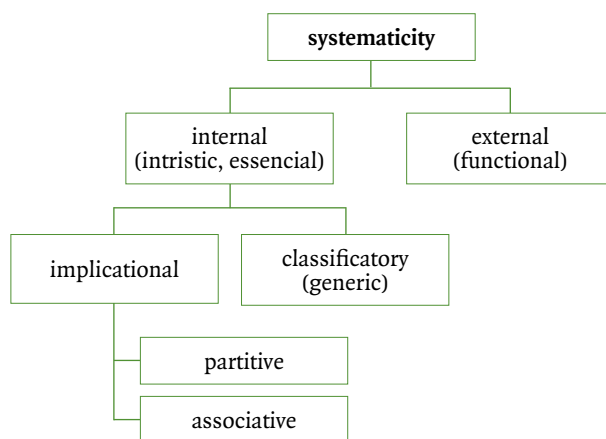 systematicity
internal
(intristic, essencial)
external
(functional)
implicational
classificatory
(generic)
partitive
associative